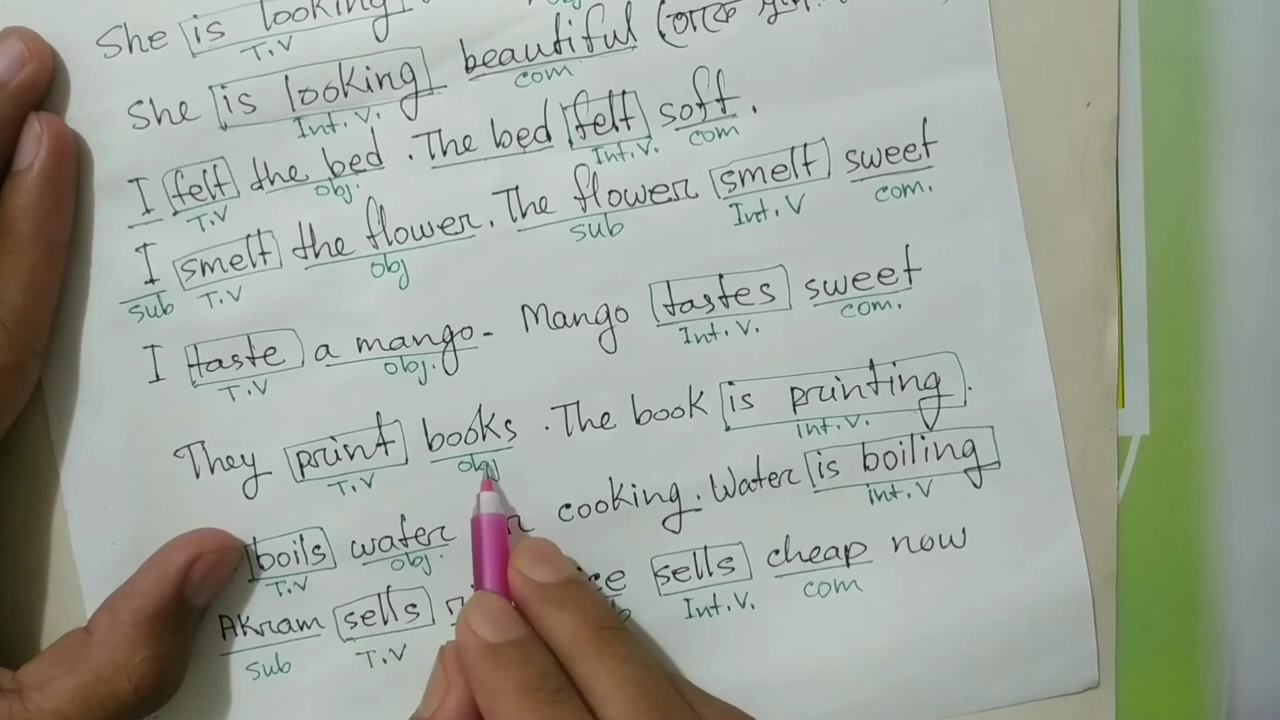 She is looking
T.V
She is looking beautiful (
Int. V. com
I felt the bed. The bed felt soft.
T.V obj. Int. V. com
I smelt the flower. The flower smelt sweet
sub T.V obj sub Int. V com.
I taste a mango. Mango tastes sweet
T.V obj. Int. V. com.
They print books. The book is printing.
T.V obj int. V.
boils water cooking. Water is boiling
T.V obj. int. V
Akram sells sells cheap now
sub T.V Int. V. com